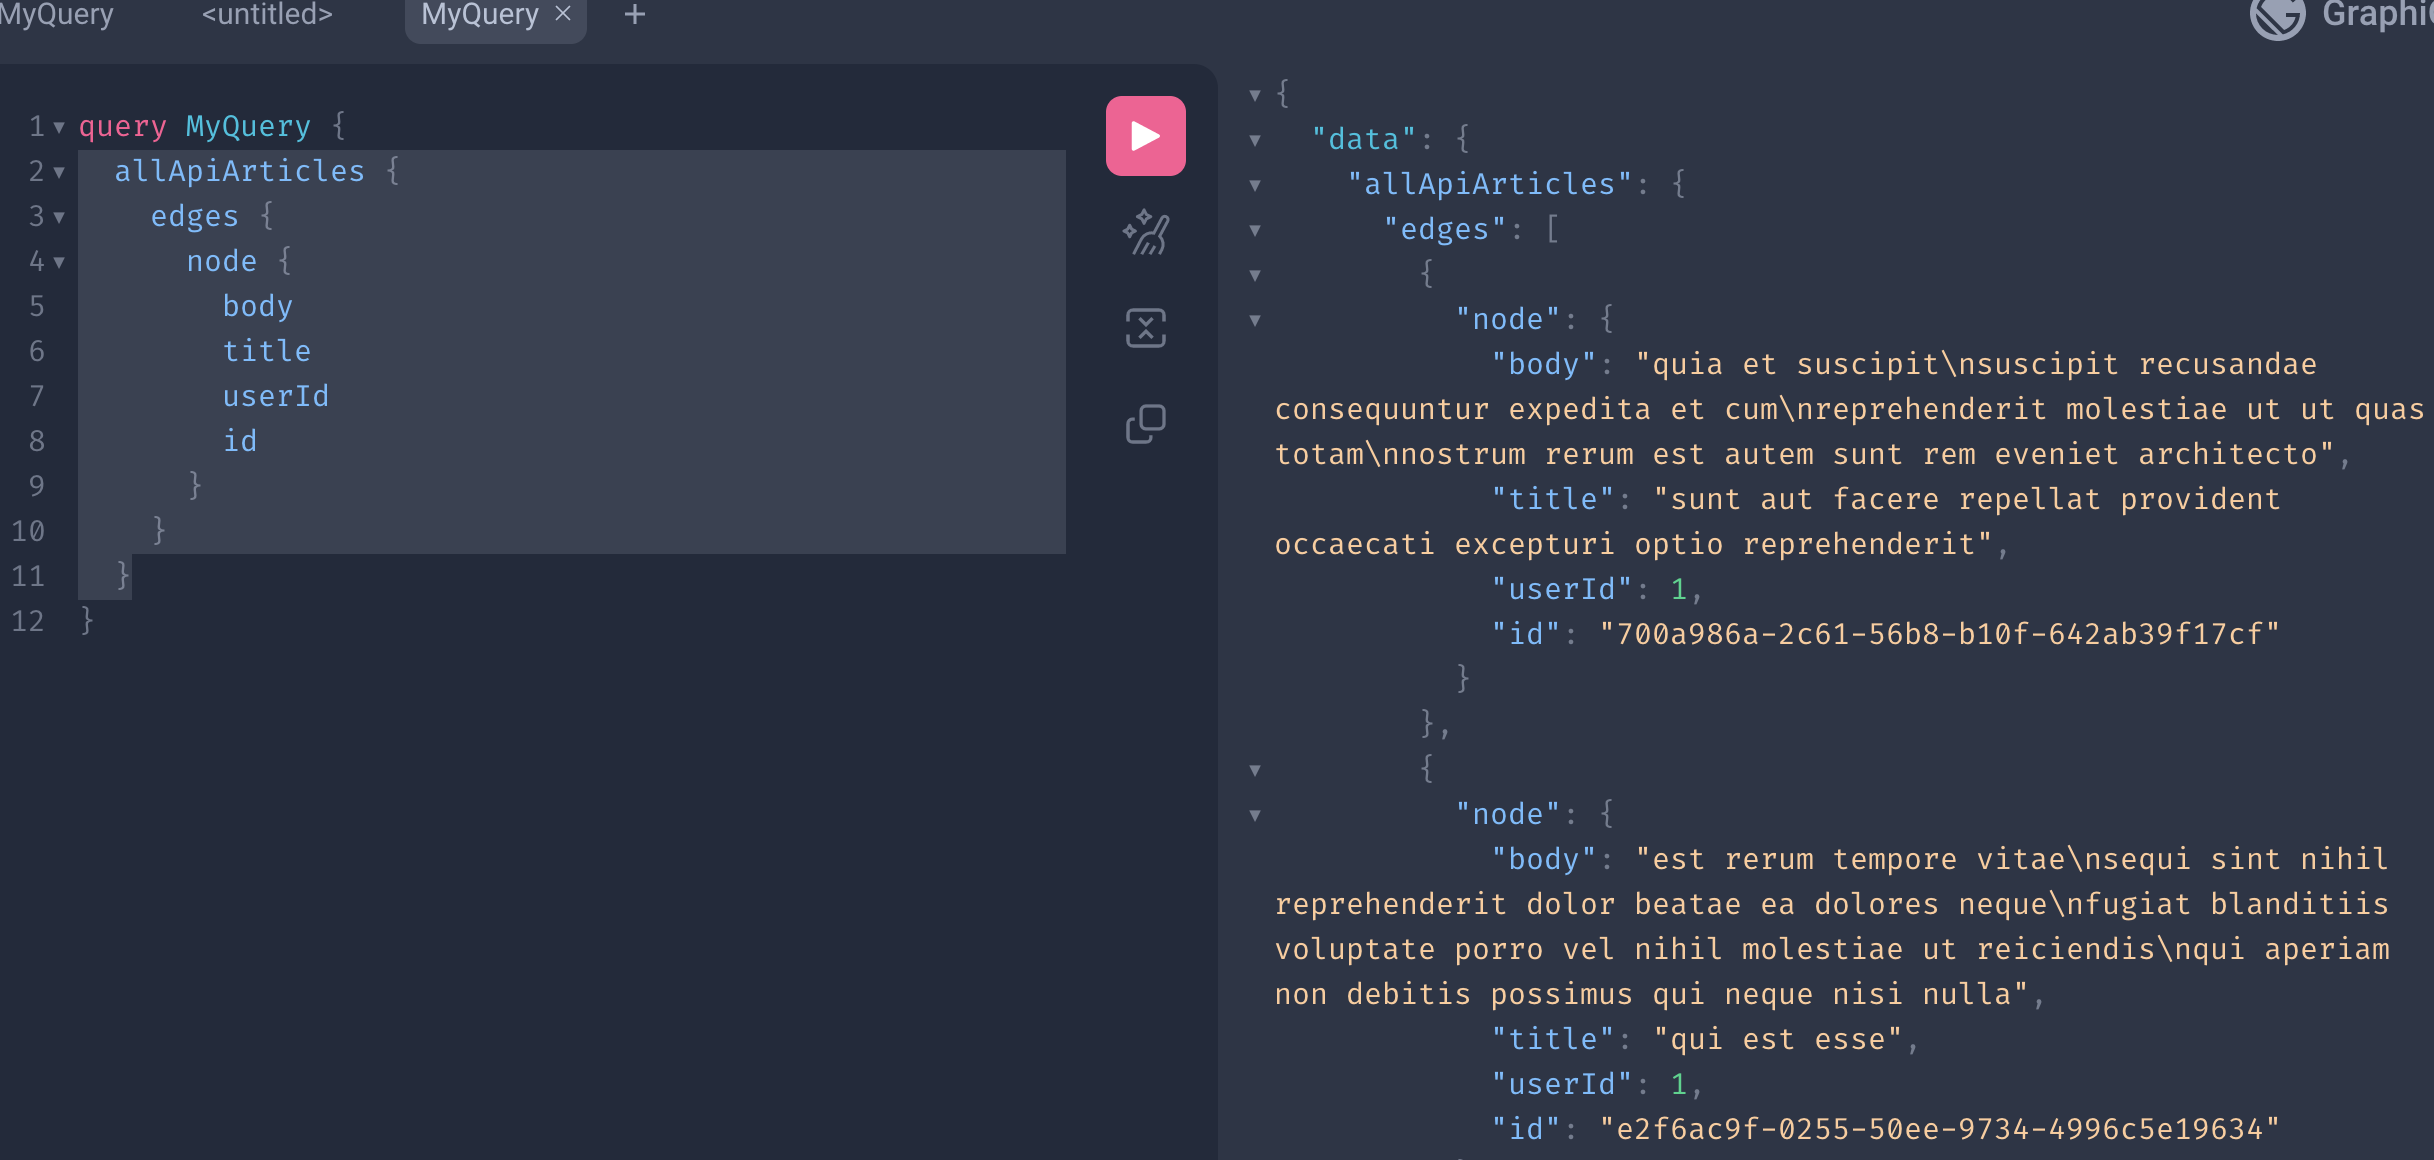 MyQuery <untitled> MyQuery +
1 query MyQuery {
2 allApiArticles {
3 edges {
4 node {
5 body
6 title
7 userId
8 id
9 }
10 }
11 }
12 }
{
"data": {
"allApiArticles": {
"edges": [
{
"node": {
"body": "quia et suscipit\nsuscipit recusandae
consequuntur expedita et cum\nreprehenderit molestiae ut ut quas
totam\nnostrum rerum est autem sunt rem eveniet architecto",
"title": "sunt aut facere repellat provident
occaecati excepturi optio reprehenderit",
"userId": 1,
"id": "700a986a-2c61-56b8-b10f-642ab39f17cf"
}
},
{
"node": {
"body": "est rerum tempore vitae\nsequi sint nihil
reprehenderit dolor beatae ea dolores neque\nfugiat blanditiis
voluptate porro vel nihil molestiae ut reiciendis\nqui aperiam
non debitis possimus qui neque nisi nulla",
"title": "qui est esse",
"userId": 1,
"id": "e2f6ac9f-0255-50ee-9734-4996c5e19634"